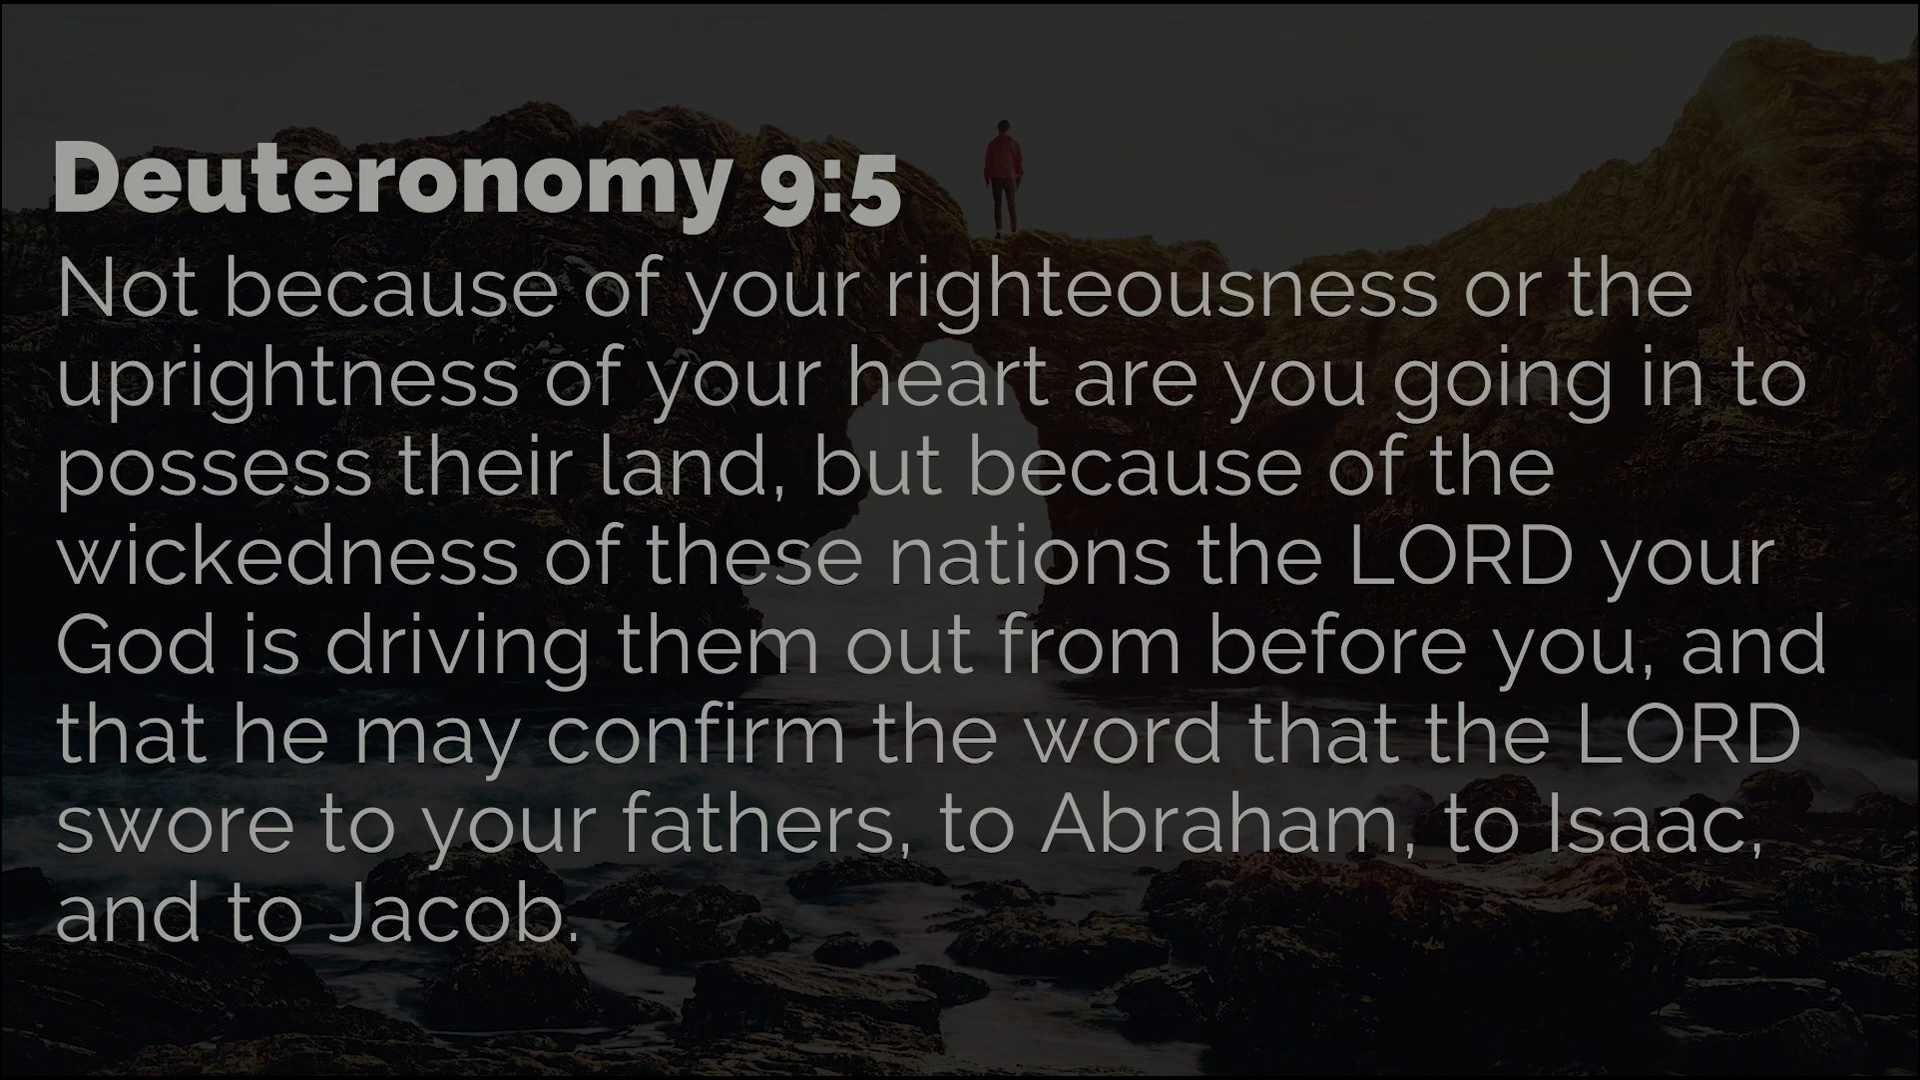 Deuteronomy 9:5
Not because of your righteousness or the
uprightness of your heart are you going in to
possess their land, but because of the
wickedness of these nations the LORD your
God is driving them out from before you, and
that he may confirm the word that the LORD
swore to your fathers, to Abraham, to Isaac,
and to Jacob.